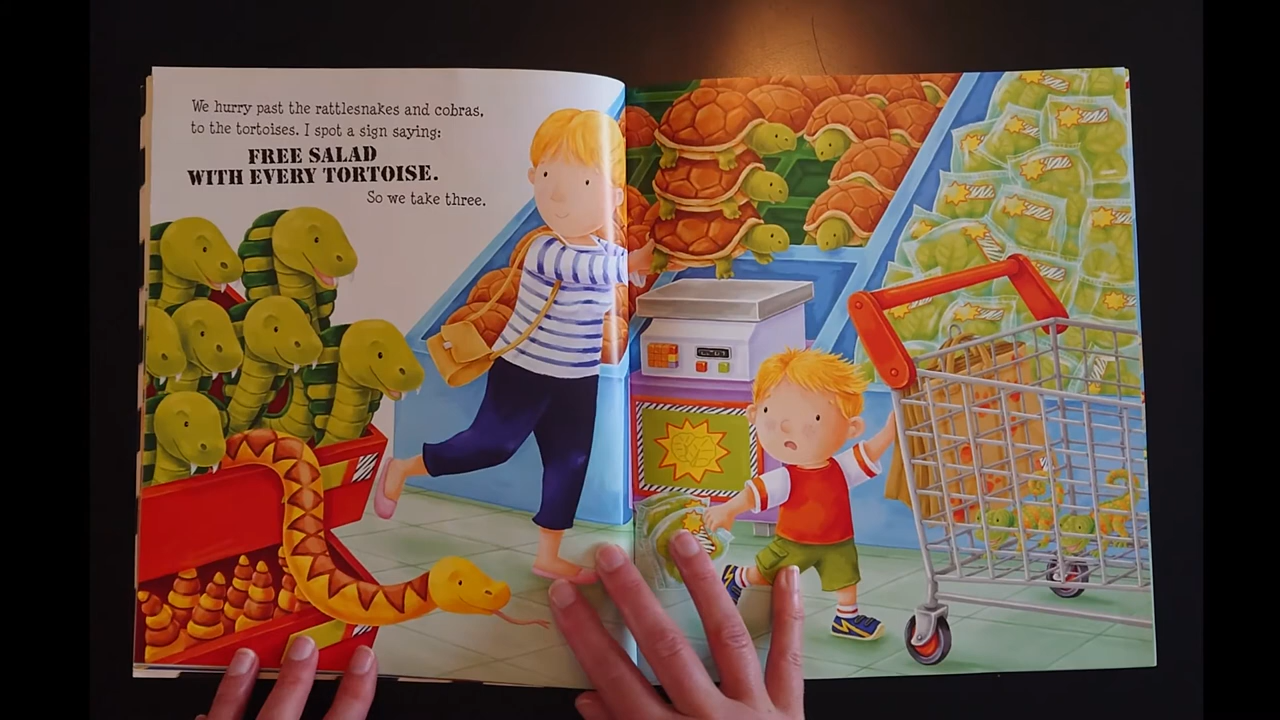 We hurry past the rattlesnakes and cobras,
to the tortoises. I spot a sign saying:
FREE SALAD
WITH EVERY TORTOISE.
So we take three.